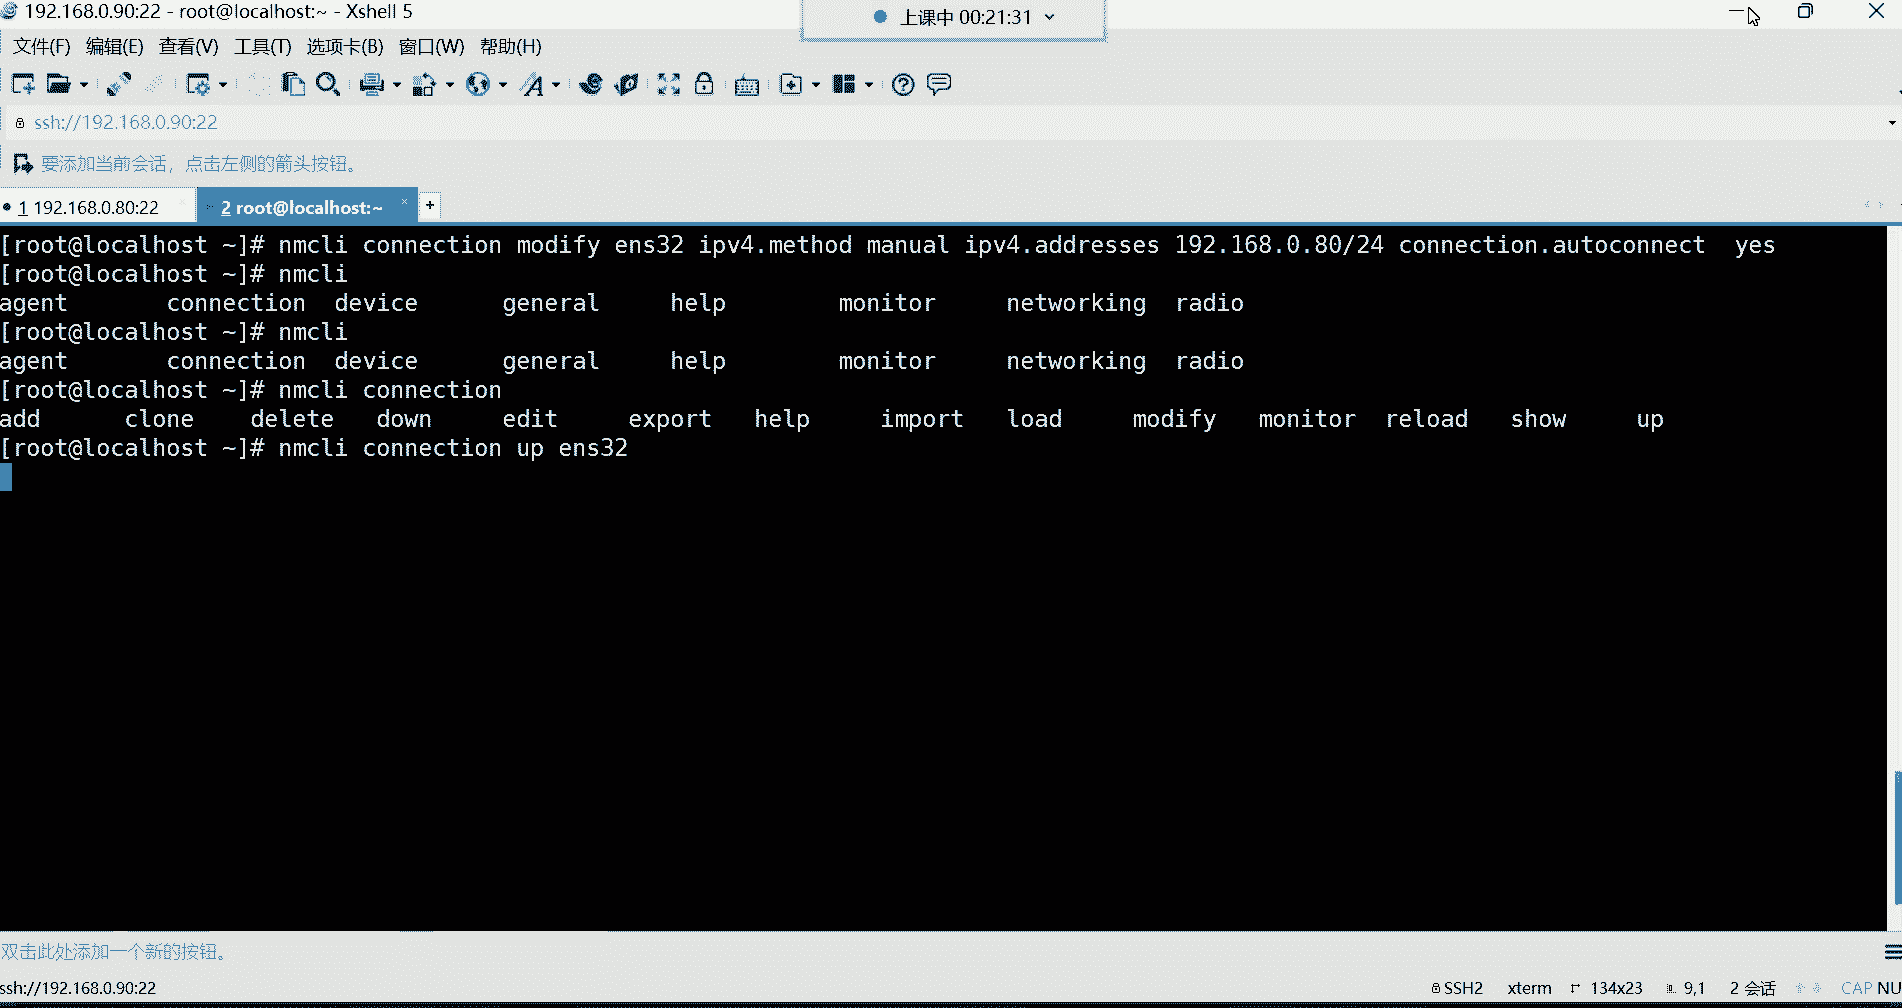 192.168.0.90:22 - root@localhost:~ - Xshell 5
上课中 00:21:31
文件(F) 编辑(E) 查看(V) 工具(T) 选项卡(B) 窗口(W) 帮助(H)
ssh://192.168.0.90:22
要添加当前会话，点击左侧的箭头按钮。
1 192.168.0.80:22 2 root@localhost:~ +
[root@localhost ~]# nmcli connection modify ens32 ipv4.method manual ipv4.addresses 192.168.0.80/24 connection.autoconnect  yes
[root@localhost ~]# nmcli
agent connection device general help monitor networking radio
[root@localhost ~]# nmcli
agent connection device general help monitor networking radio
[root@localhost ~]# nmcli connection
add clone delete down edit export help import load modify monitor reload show up
[root@localhost ~]# nmcli connection up ens32
双击此处添加一个新的按钮。
ssh://192.168.0.90:22 SSH2 xterm 134x23 9,1 2 会话 CAP NU